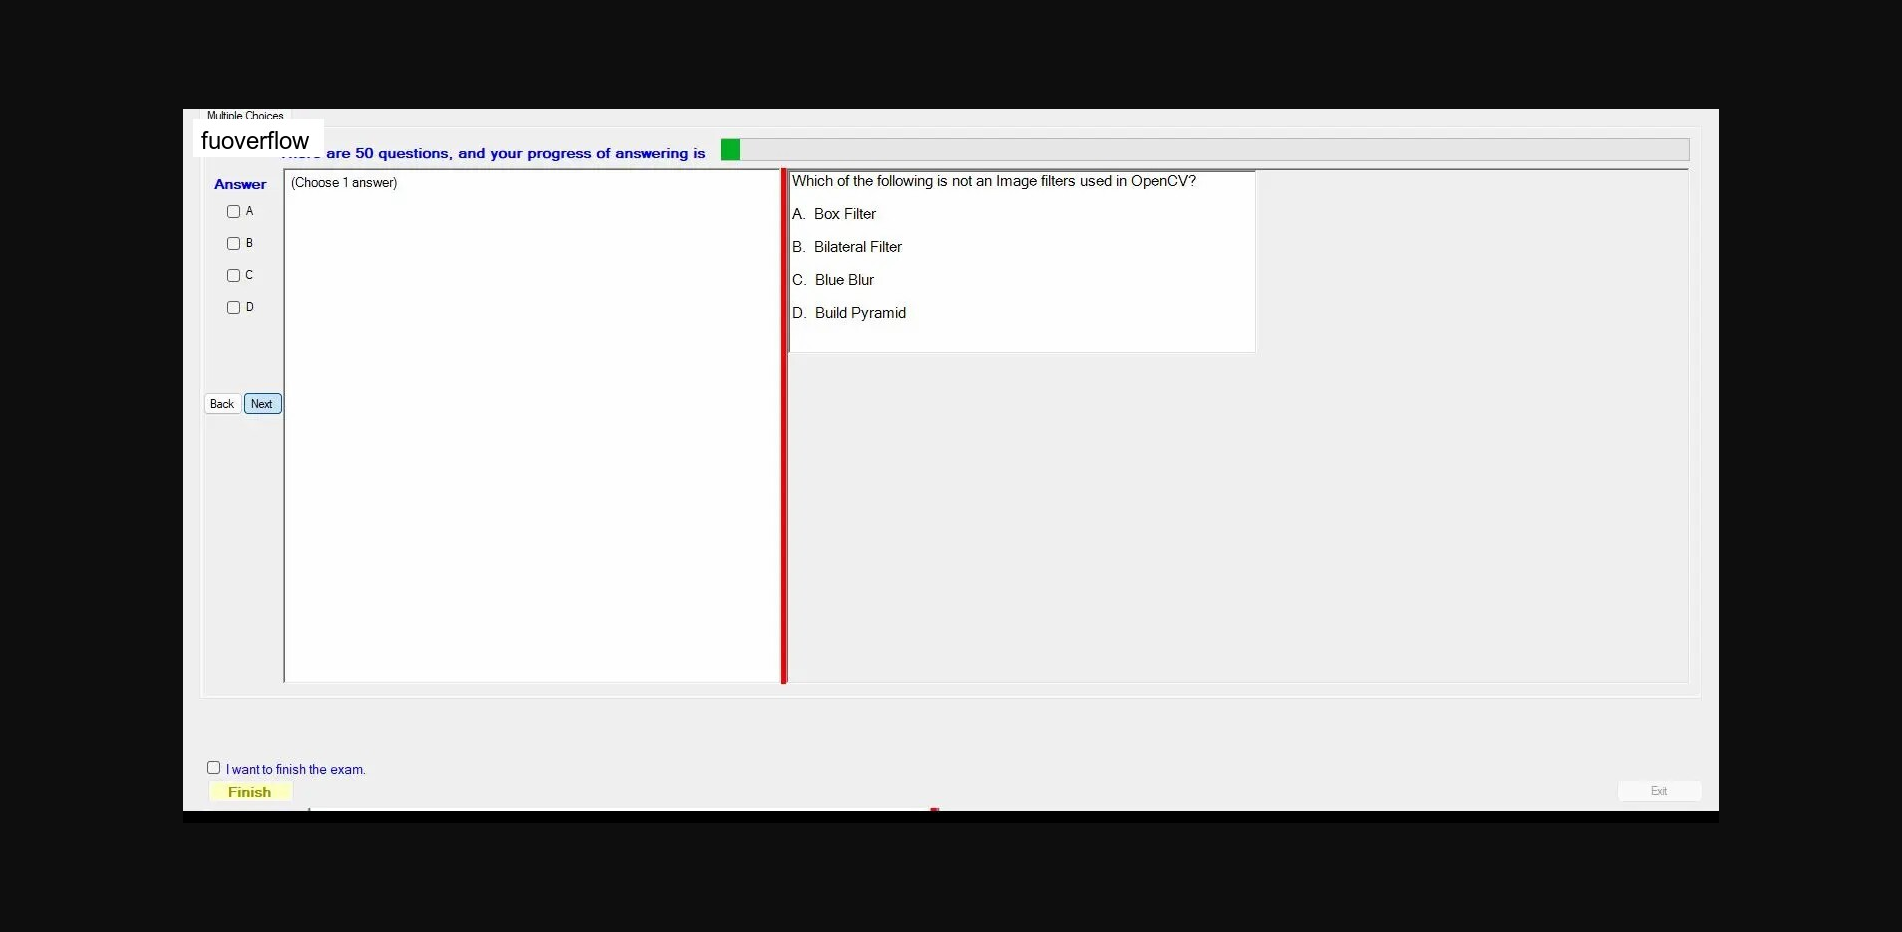 Multiple Choices
fuoverflow
are 50 questions, and your progress of answering is
Answer
(Choose 1 answer)
A
B
C
D
Back Next
Which of the following is not an Image filters used in OpenCV?
A. Box Filter
B. Bilateral Filter
C. Blue Blur
D. Build Pyramid
I want to finish the exam.
Finish
Exit